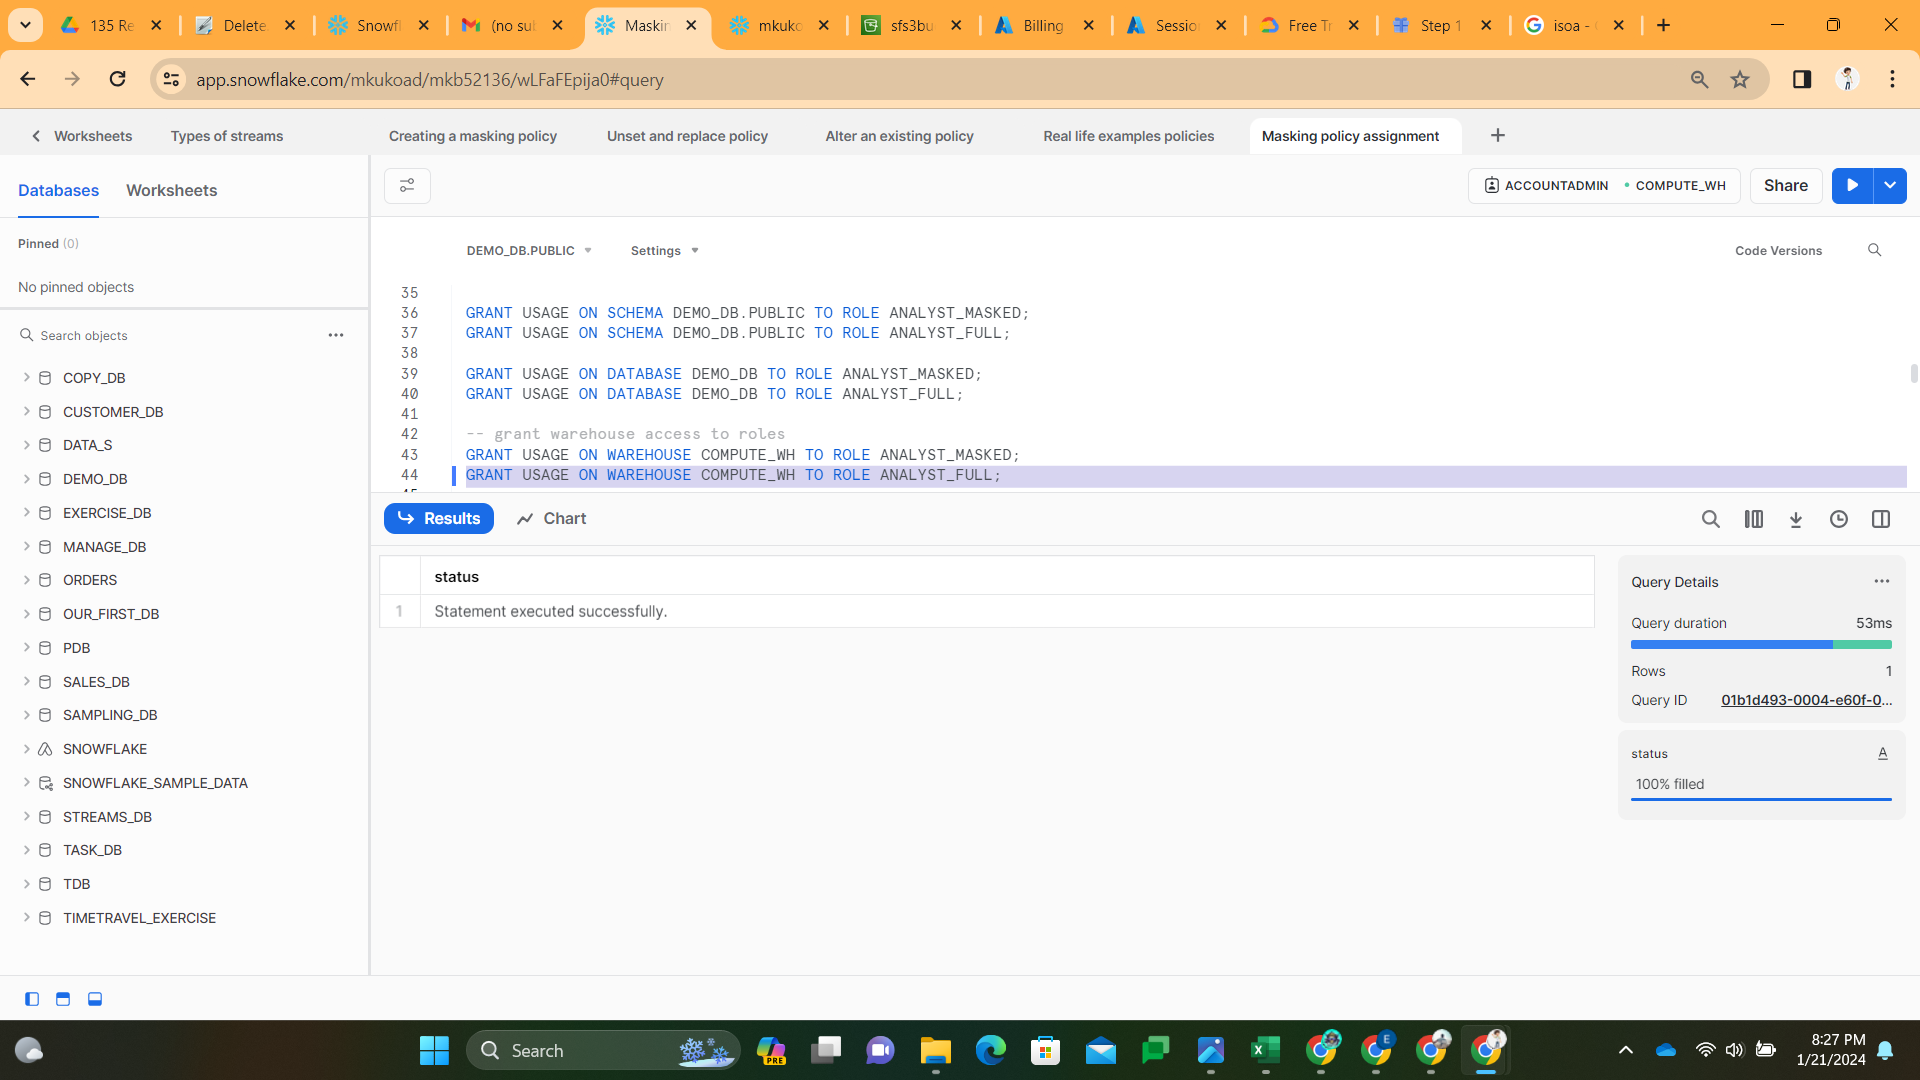 135 Re
Delete
Snowfl
(no sub
Maskin
mkuko
sfs3bu
Billing
Sessio
Free Tr
Step 1
isoa -
app.snowflake.com/mkukoad/mkb52136/wLFaFEpija0#query
Worksheets
Types of streams
Creating a masking policy
Unset and replace policy
Alter an existing policy
Real life examples policies
Masking policy assignment
Databases
Worksheets
ACCOUNTADMIN
COMPUTE_WH
Share
Pinned (0)
No pinned objects
DEMO_DB.PUBLIC
Settings
Code Versions
Search objects
COPY_DB
CUSTOMER_DB
DATA_S
DEMO_DB
EXERCISE_DB
MANAGE_DB
ORDERS
OUR_FIRST_DB
PDB
SALES_DB
SAMPLING_DB
SNOWFLAKE
SNOWFLAKE_SAMPLE_DATA
STREAMS_DB
TASK_DB
TDB
TIMETRAVEL_EXERCISE
35
36 GRANT USAGE ON SCHEMA DEMO_DB.PUBLIC TO ROLE ANALYST_MASKED;
37 GRANT USAGE ON SCHEMA DEMO_DB.PUBLIC TO ROLE ANALYST_FULL;
38
39 GRANT USAGE ON DATABASE DEMO_DB TO ROLE ANALYST_MASKED;
40 GRANT USAGE ON DATABASE DEMO_DB TO ROLE ANALYST_FULL;
41
42 -- grant warehouse access to roles
43 GRANT USAGE ON WAREHOUSE COMPUTE_WH TO ROLE ANALYST_MASKED;
44 GRANT USAGE ON WAREHOUSE COMPUTE_WH TO ROLE ANALYST_FULL;
Results
Chart
status
1 Statement executed successfully.
Query Details
Query duration 53ms
Rows 1
Query ID 01b1d493-0004-e60f-0...
status A
100% filled
Search
PRE
E
8:27 PM
1/21/2024